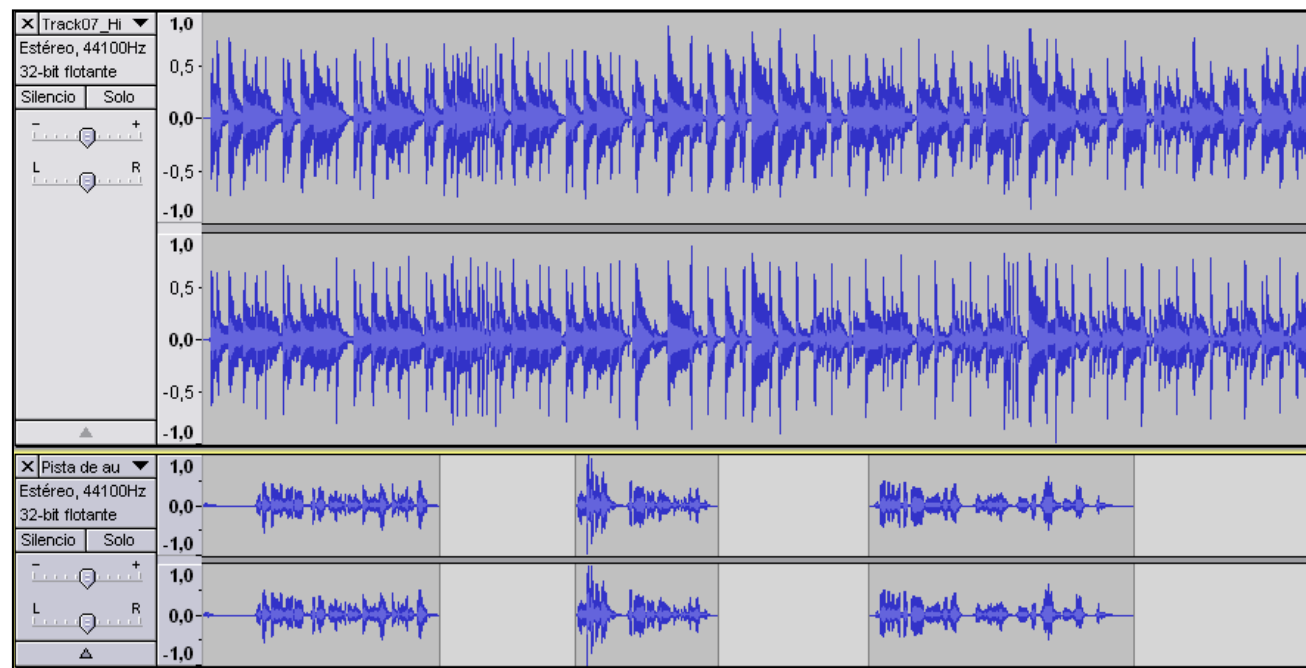 Track07_Hi
Estéreo, 44100Hz
32-bit flotante
Silencio Solo
- +
L R
1,0
0,5
0,0
-0,5
-1,0
1,0
0,5
0,0
-0,5
-1,0
Pista de au
Estéreo, 44100Hz
32-bit flotante
Silencio Solo
- +
L R
1,0
0,0
-1,0
1,0
0,0
-1,0